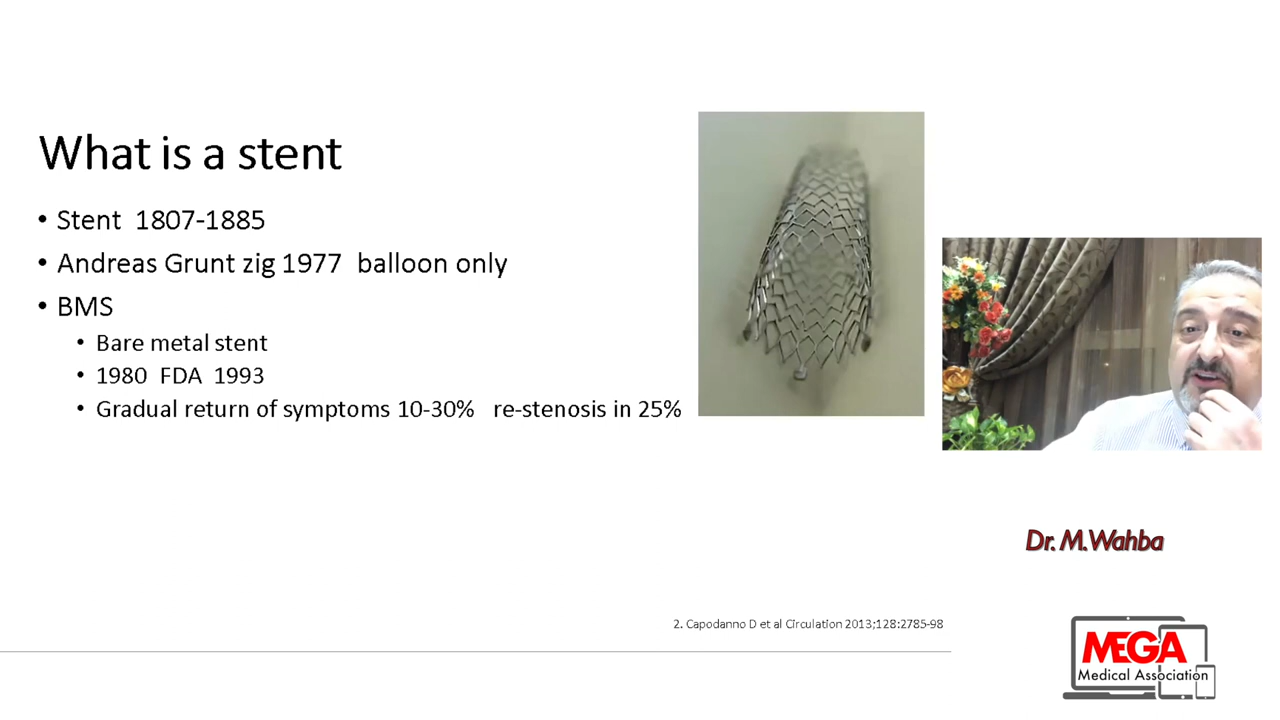 What is a stent
• Stent 1807-1885
• Andreas Grunt zig 1977 balloon only
• BMS
• Bare metal stent
• 1980 FDA 1993
• Gradual return of symptoms 10-30% re-stenosis in 25%
Dr. M.Wahba
2. Capodanno D et al Circulation 2013;128:2785-98
MEGA
Medical Association